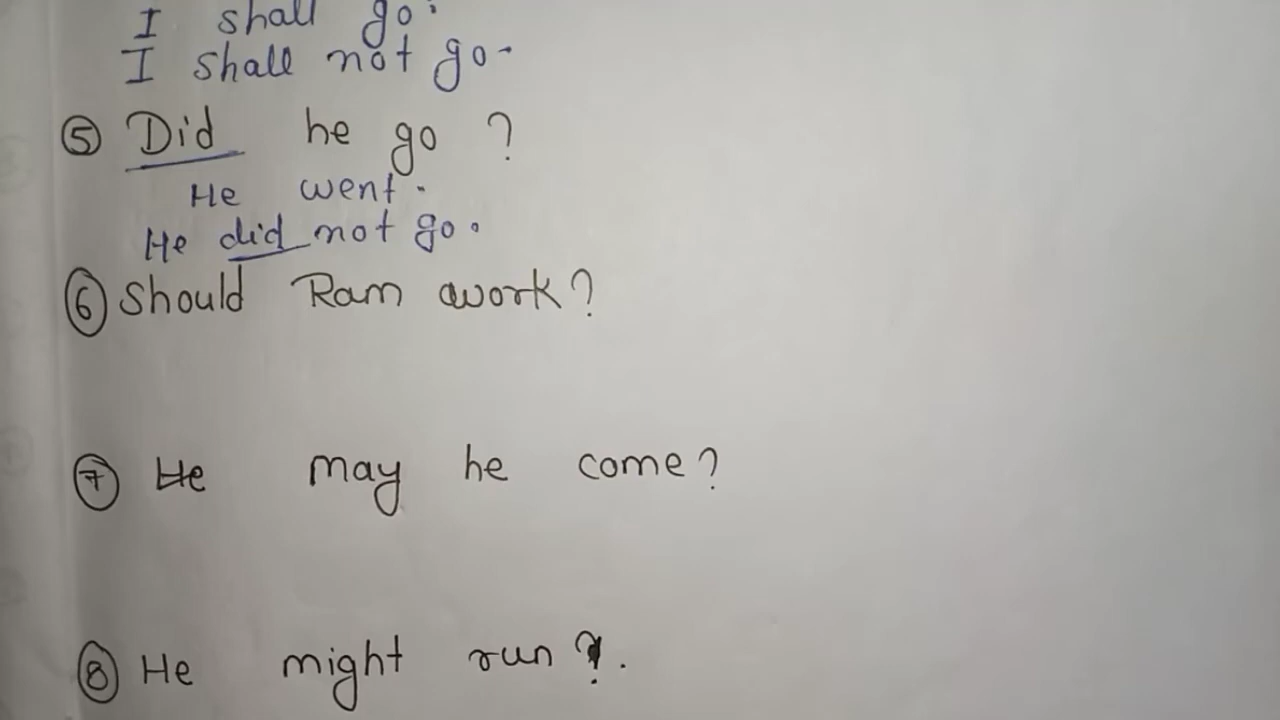 I shall go.
I shall not go.
⑤ Did he go ?
He went.
He did not go.
⑥ Should Ram work?
⑦ He may he come?
⑧ He might run ?.